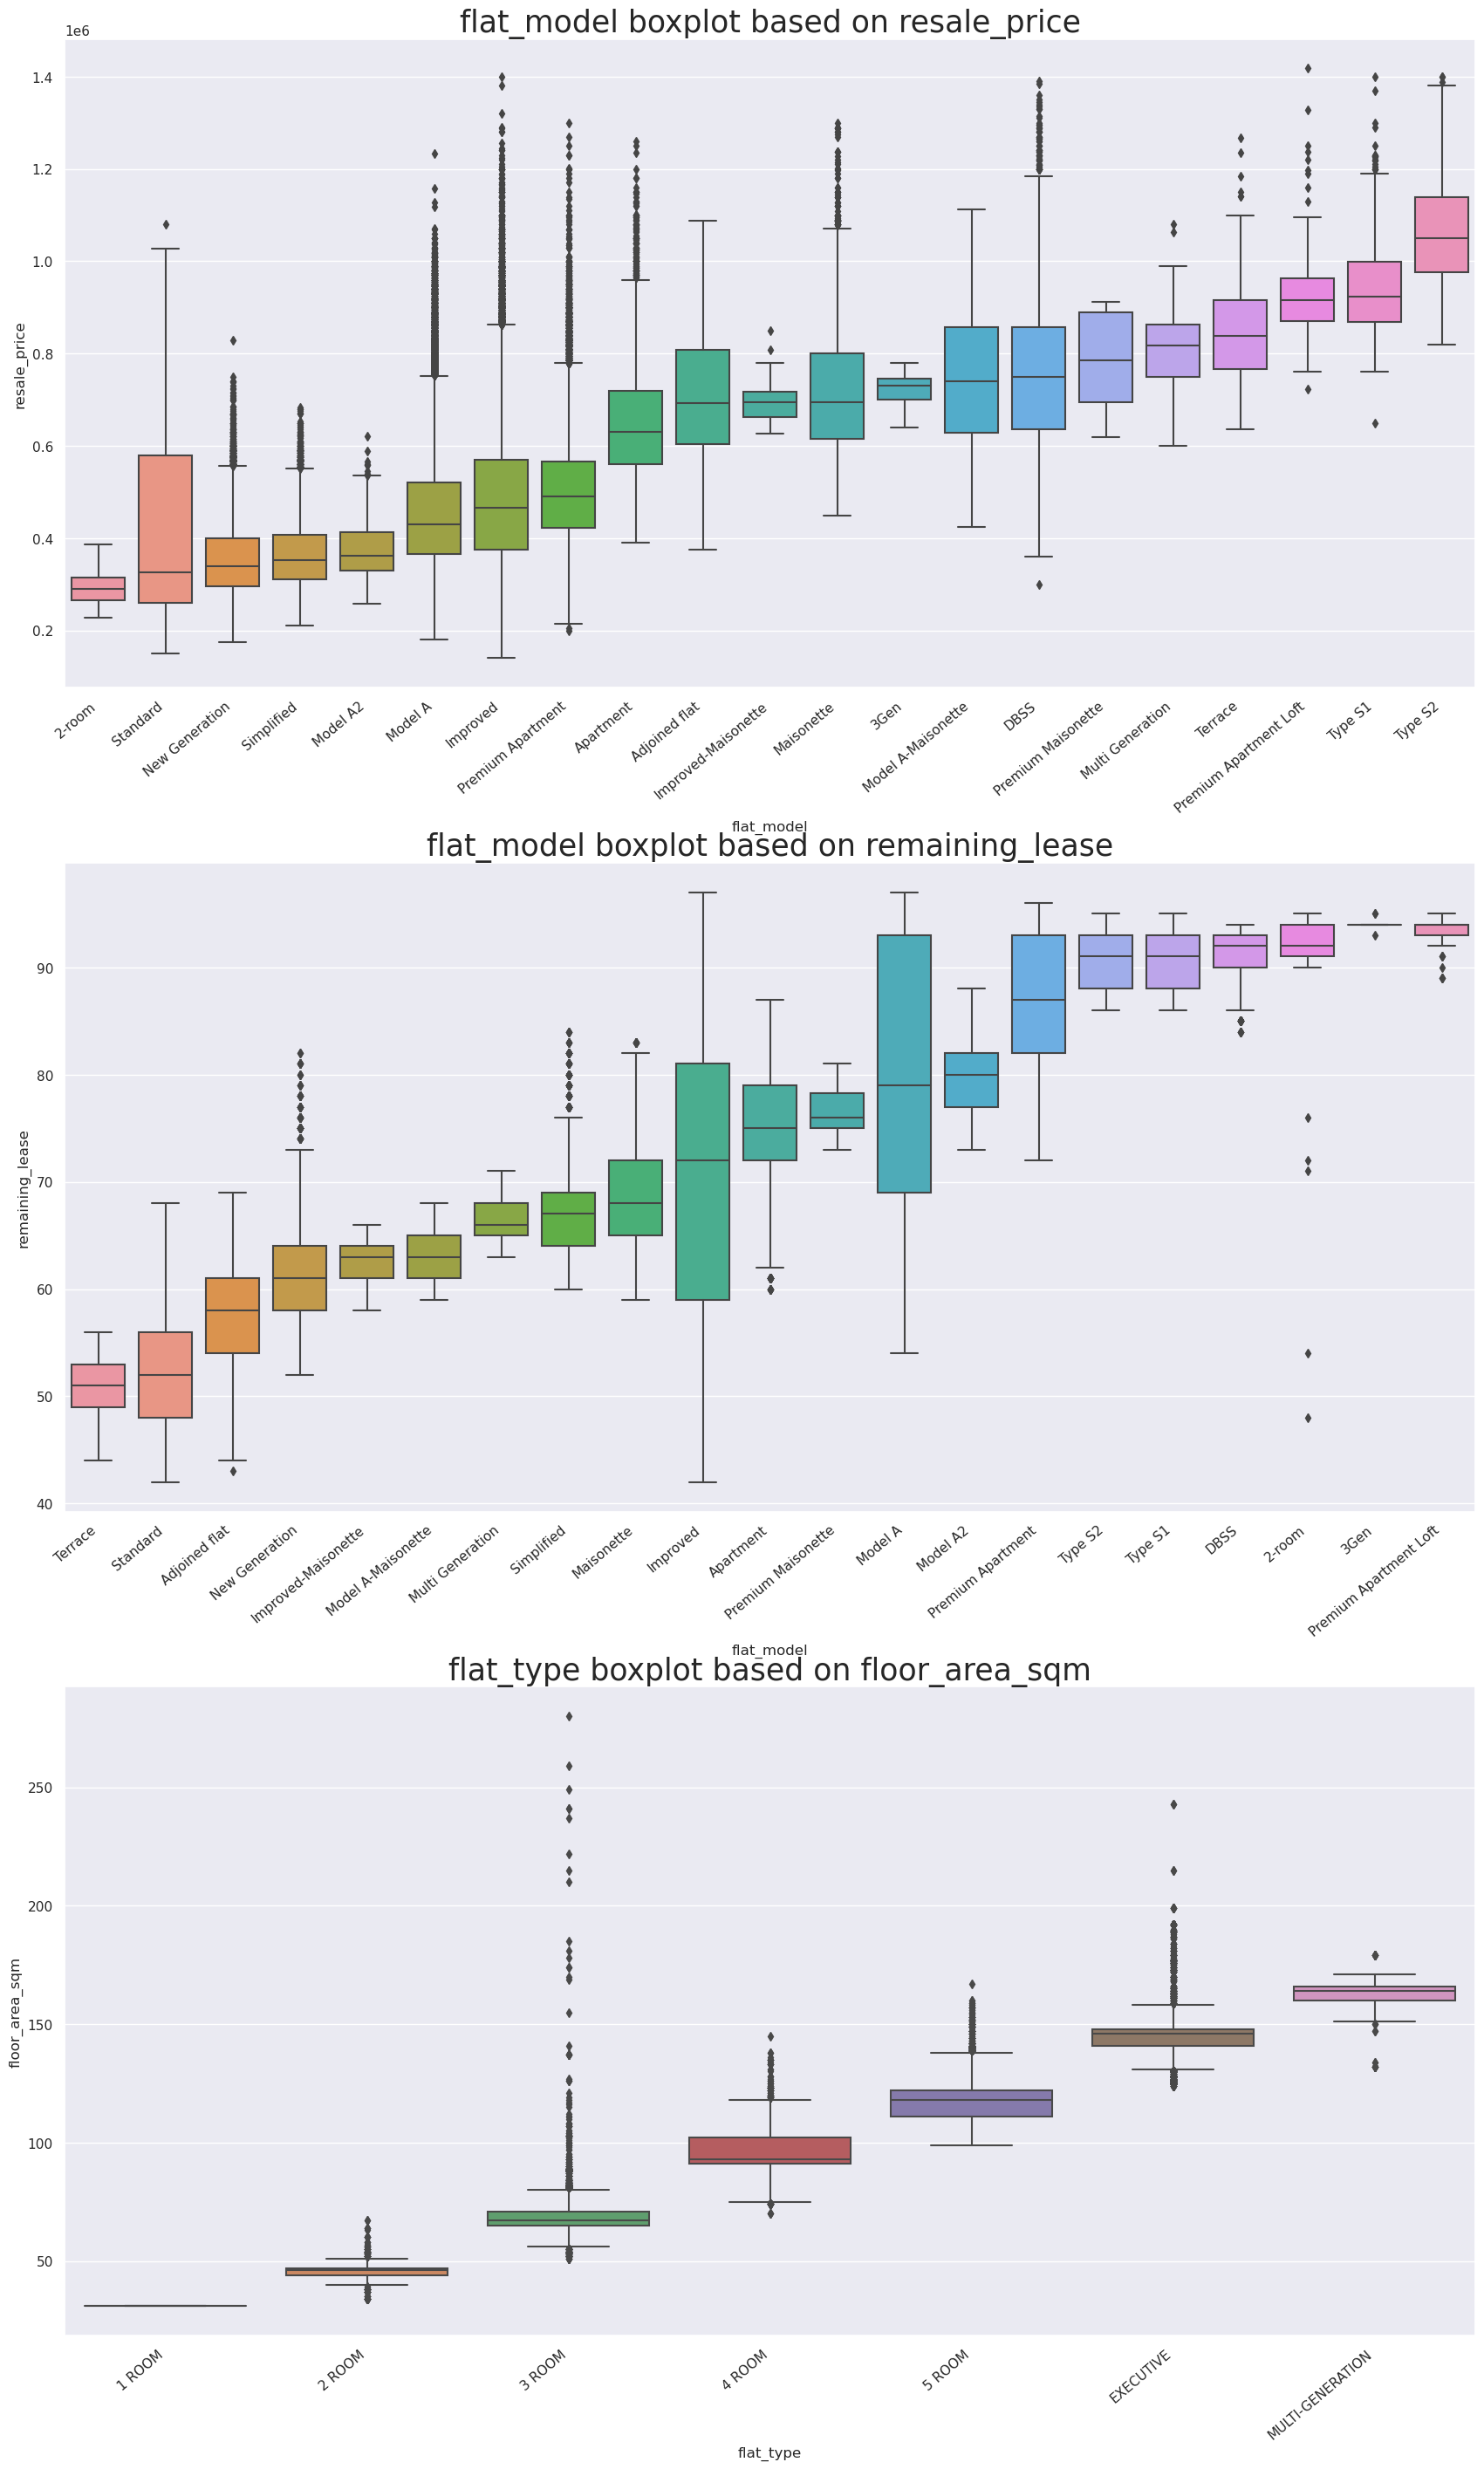 flat_model boxplot based on resale_price
1e6
1.4
1.2
1.0
0.8
0.6
0.4
0.2
resale_price
2-room
Standard
New Generation
Simplified
Model A2
Model A
Improved
Premium Apartment
Apartment
Adjoined flat
Improved-Maisonette
Maisonette
3Gen
Model A-Maisonette
DBSS
Premium Maisonette
Multi Generation
Terrace
Premium Apartment Loft
Type S1
Type S2
flat_model
flat_model boxplot based on remaining_lease
90
80
70
60
50
40
remaining_lease
Terrace
Standard
Adjoined flat
New Generation
Improved-Maisonette
Model A-Maisonette
Multi Generation
Simplified
Maisonette
Improved
Apartment
Premium Maisonette
Model A
Model A2
Premium Apartment
Type S2
Type S1
DBSS
2-room
3Gen
Premium Apartment Loft
flat_model
flat_type boxplot based on floor_area_sqm
250
200
150
100
50
floor_area_sqm
1 ROOM
2 ROOM
3 ROOM
4 ROOM
5 ROOM
EXECUTIVE
MULTI-GENERATION
flat_type